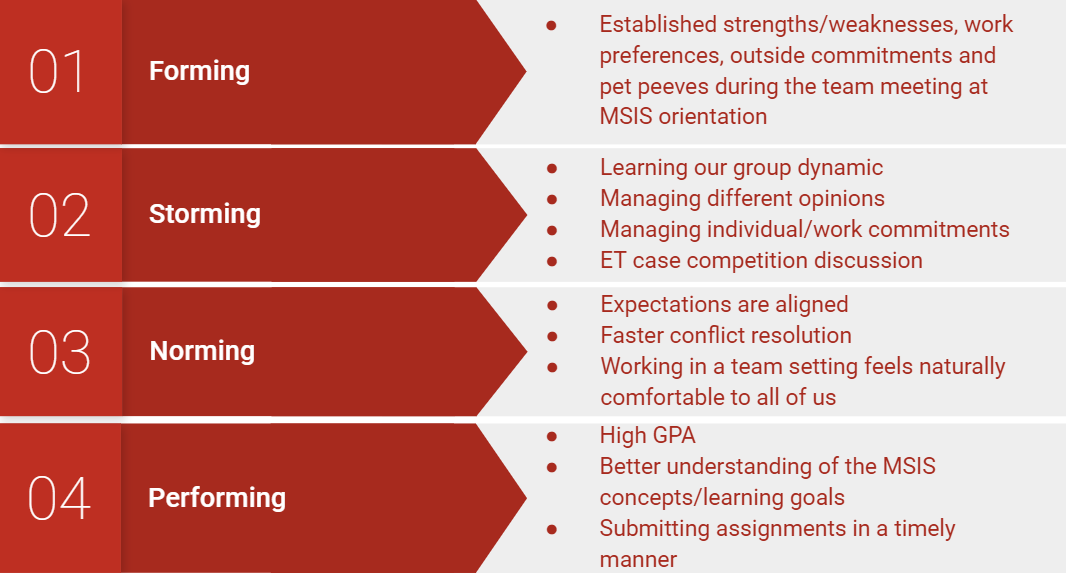 01
Forming
● Established strengths/weaknesses, work
preferences, outside commitments and
pet peeves during the team meeting at
MSIS orientation
02
Storming
● Learning our group dynamic
● Managing different opinions
● Managing individual/work commitments
● ET case competition discussion
03
Norming
● Expectations are aligned
● Faster conflict resolution
● Working in a team setting feels naturally
comfortable to all of us
04
Performing
● High GPA
● Better understanding of the MSIS
concepts/learning goals
● Submitting assignments in a timely
manner